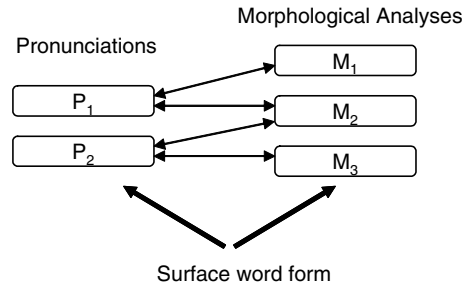 Morphological Analyses
Pronunciations
M1
P1
M2
P2
M3
Surface word form